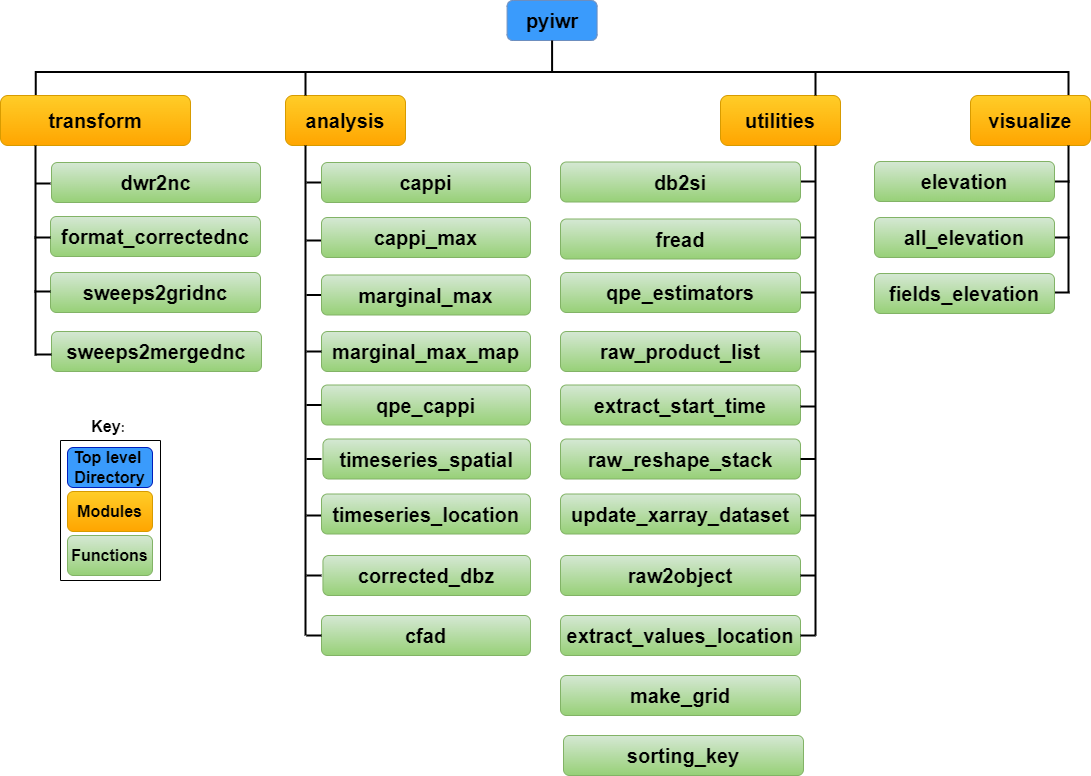 pyiwr
transform
analysis
utilities
visualize
dwr2nc
format_correctednc
sweeps2gridnc
sweeps2mergednc
cappi
cappi_max
marginal_max
marginal_max_map
qpe_cappi
timeseries_spatial
timeseries_location
corrected_dbz
cfad
db2si
fread
qpe_estimators
raw_product_list
extract_start_time
raw_reshape_stack
update_xarray_dataset
raw2object
extract_values_location
make_grid
sorting_key
elevation
all_elevation
fields_elevation
Key:
Top level
Directory
Modules
Functions